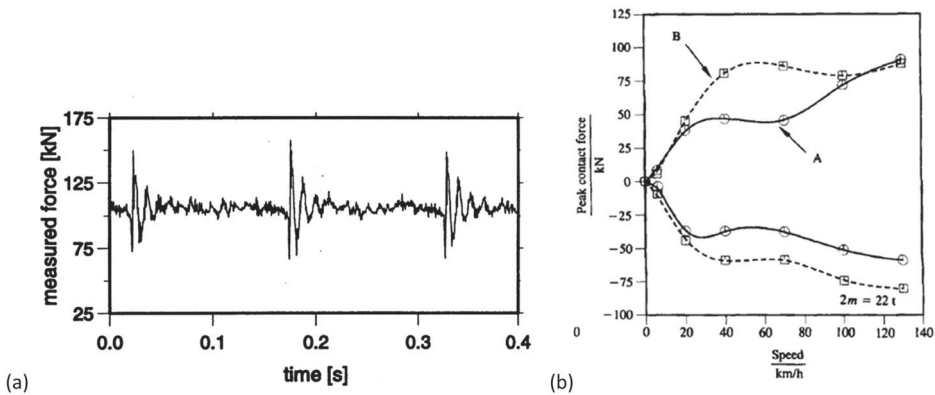 175
125
75
25
measured force [kN]
0.0 0.1 0.2 0.3 0.4
time [s]
(a)
125
100
75
50
25
0
−25
−50
−75
−100
Peak contact force
kN
B
A
2m = 22 t
0
0 20 40 60 80 100 120 140
Speed
km/h
(b)